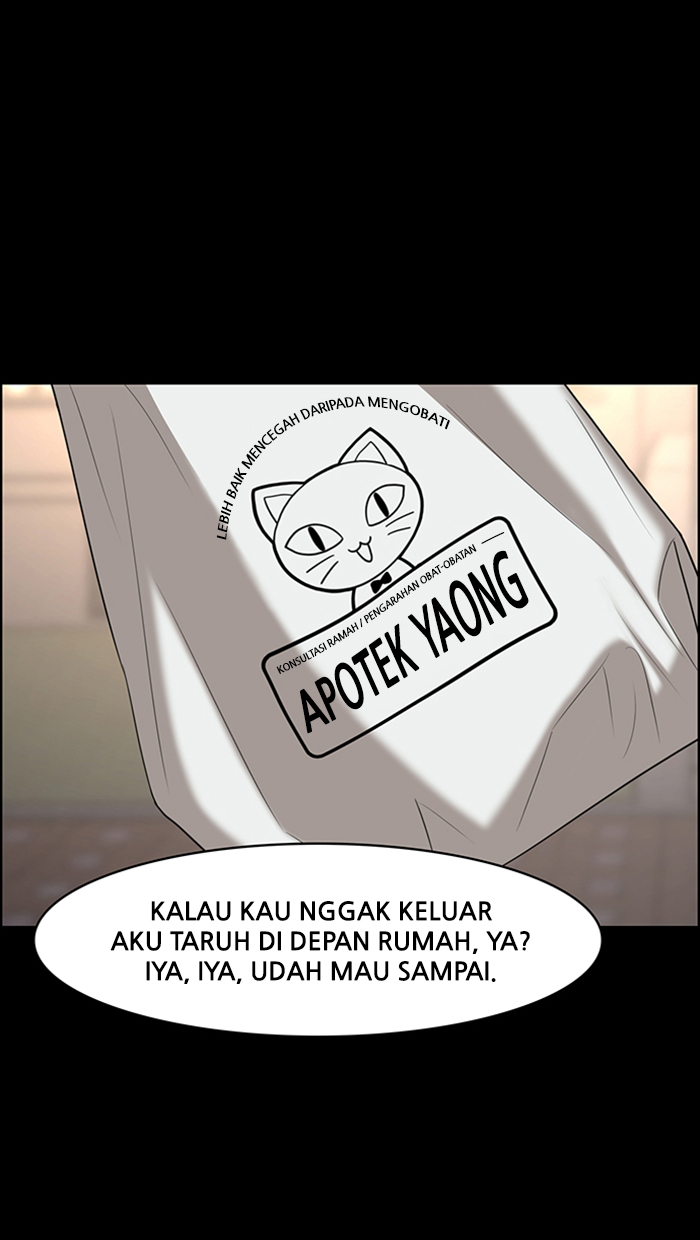 LEBIH BAIK MENCEGAH DARIPADA MENGOBATI
KONSULTASI RAMAH / PENGARAHAN OBAT-OBATAN
APOTEK YAONG
KALAU KAU NGGAK KELUAR
AKU TARUH DI DEPAN RUMAH, YA?
IYA, IYA, UDAH MAU SAMPAI.